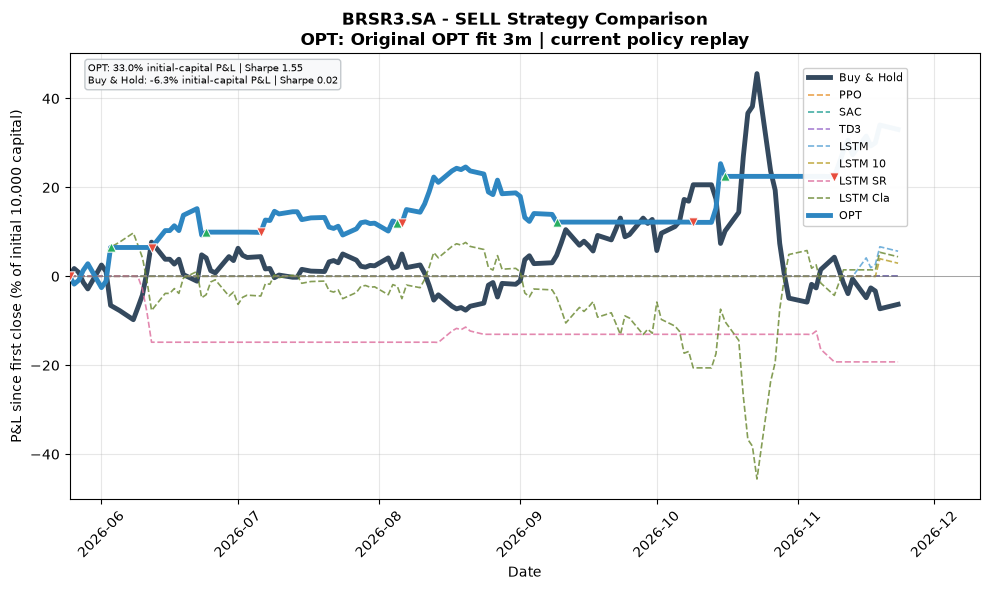 BRSR3.SA - SELL Strategy Comparison
OPT: Original OPT fit 3m | current policy replay
OPT: 33.0% initial-capital P&L | Sharpe 1.55
Buy & Hold: -6.3% initial-capital P&L | Sharpe 0.02
Buy & Hold
PPO
SAC
TD3
LSTM
LSTM 10
LSTM SR
LSTM Cla
OPT
P&L since first close (% of initial 10,000 capital)
40
20
0
−20
−40
2026-06
2026-07
2026-08
2026-09
2026-10
2026-11
2026-12
Date